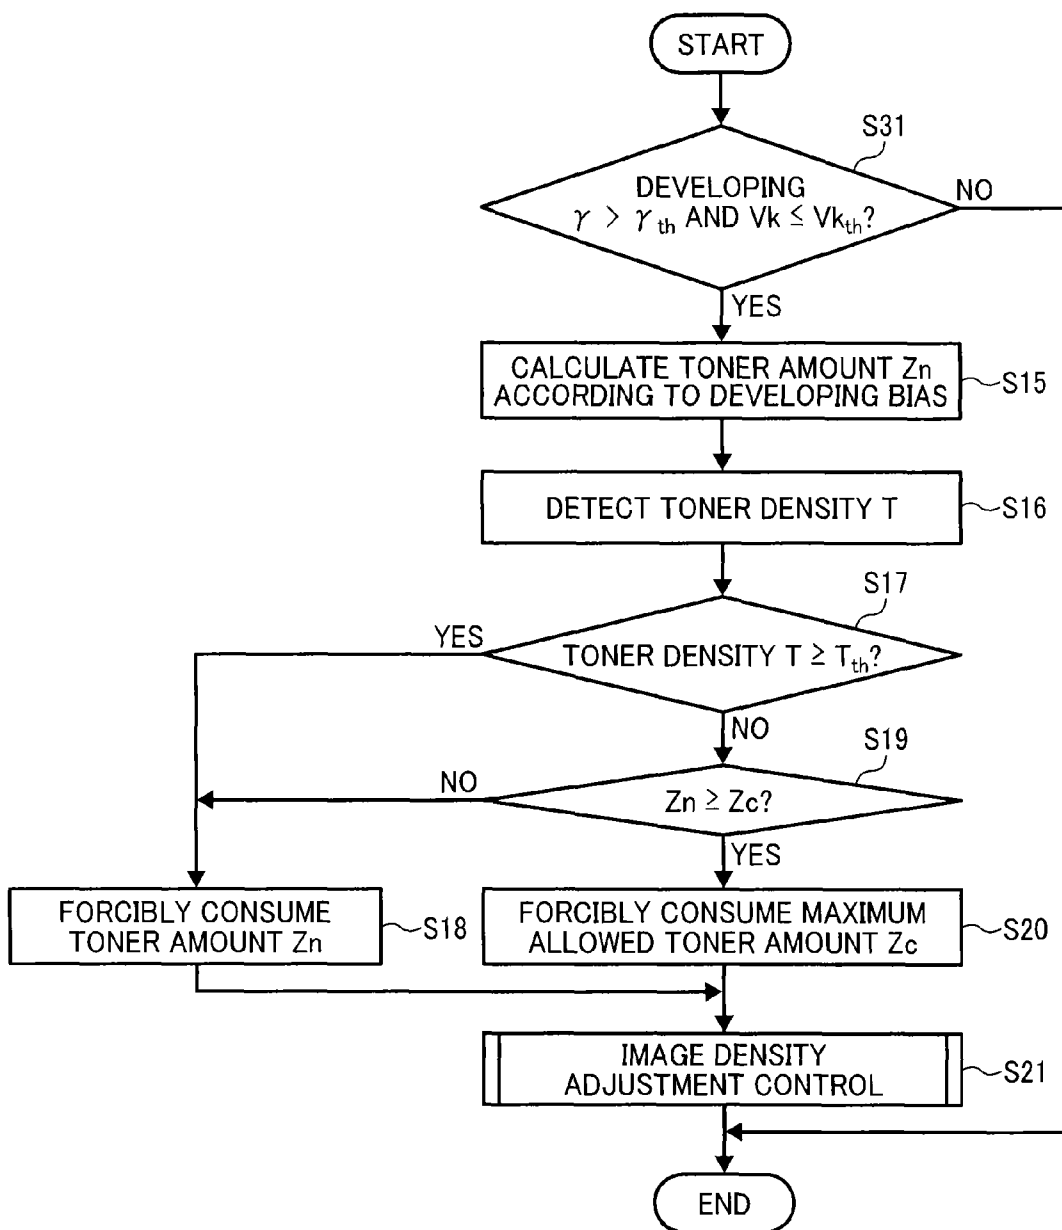 START
S31
DEVELOPING
γ > γth AND Vk ≤ Vkth?
NO
YES
CALCULATE TONER AMOUNT Zn
ACCORDING TO DEVELOPING BIAS
S15
DETECT TONER DENSITY T
S16
S17
YES
TONER DENSITY T ≧ Tth?
NO
S19
NO
Zn ≧ Zc?
YES
FORCIBLY CONSUME
TONER AMOUNT Zn
S18
FORCIBLY CONSUME MAXIMUM
ALLOWED TONER AMOUNT Zc
S20
IMAGE DENSITY
ADJUSTMENT CONTROL
S21
END